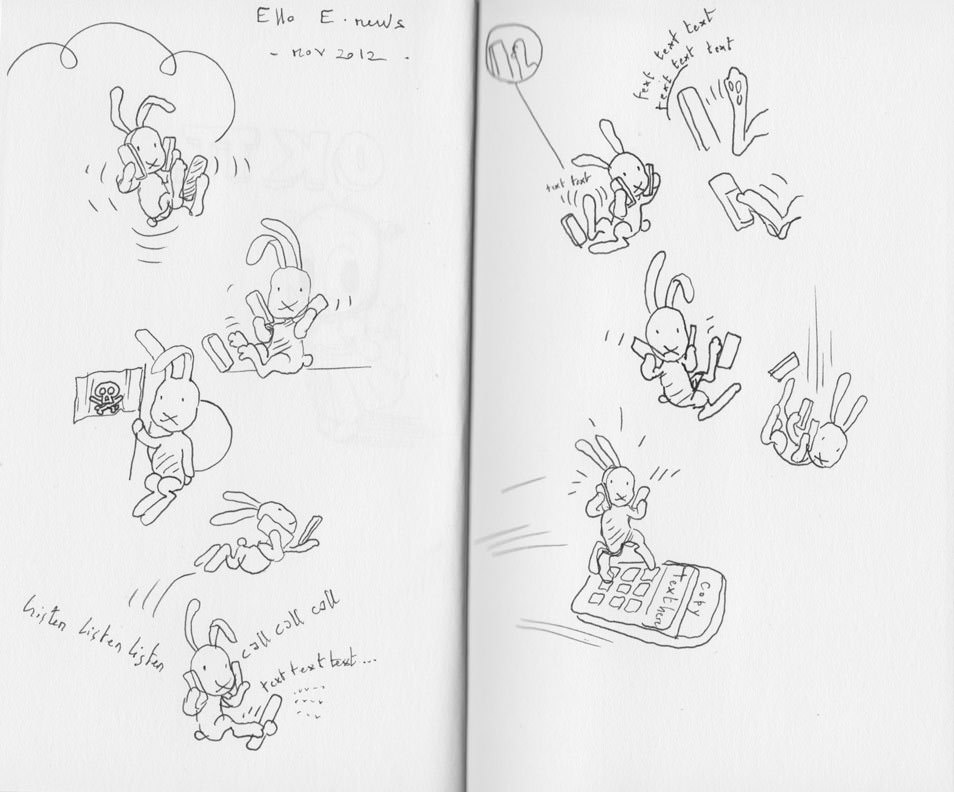 Ello E.news
- nov 2012 -
listen listen listen
call call call
text text text...
text text text
text text text
text text
text here
copy